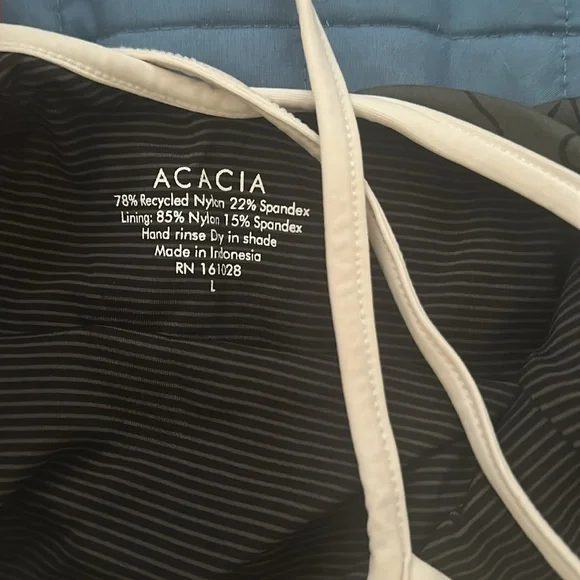 ACACIA
78% Recycled Nylon 22% Spandex
Lining: 85% Nylon 15% Spandex
Hand rinse Dy in shade
Made in Indonesia
RN 161028
L